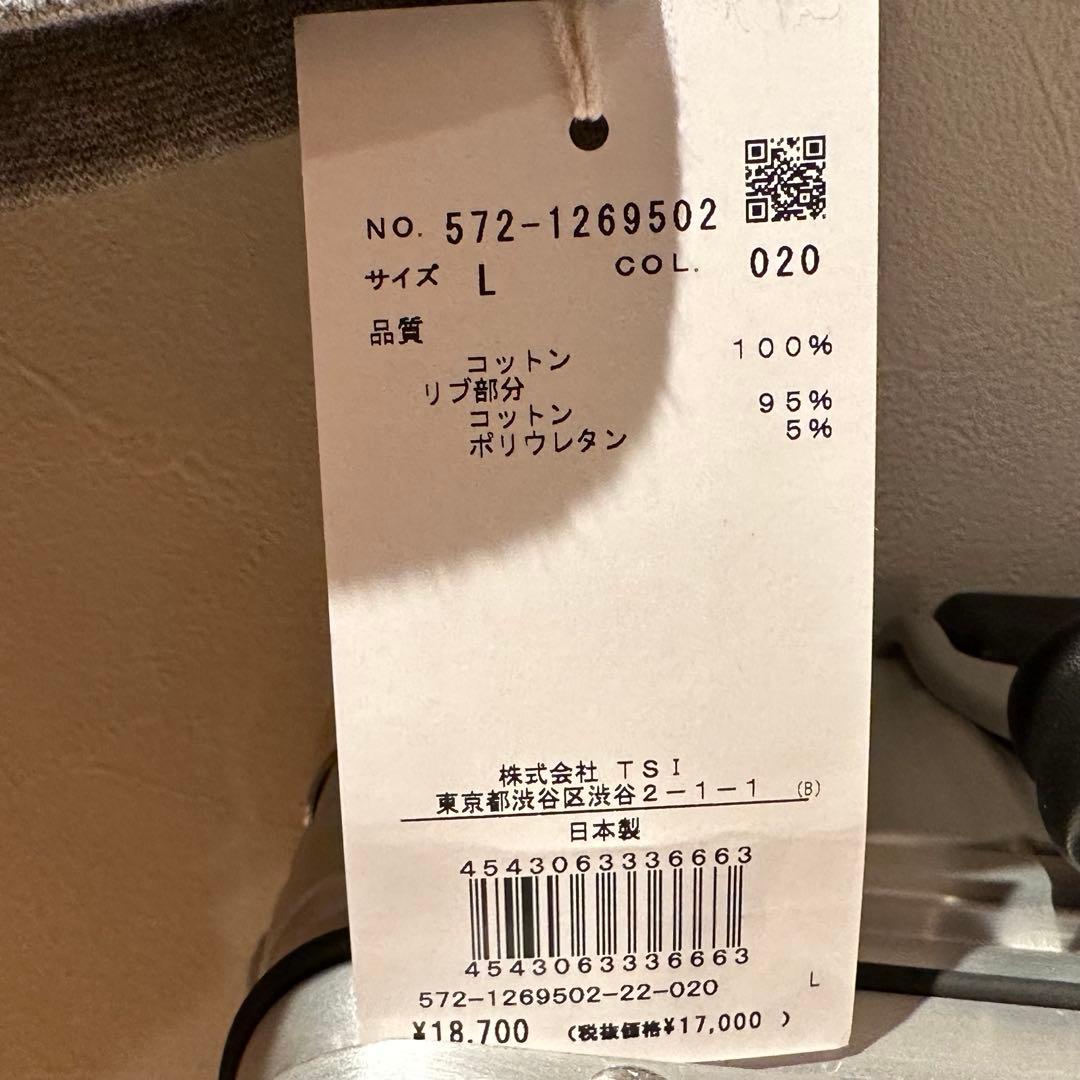 NO. 572-1269502
サイズ L COL. 020
品質
コットン 100%
リブ部分
コットン 95%
ポリウレタン 5%
株式会社 TSI
東京都渋谷区渋谷2-1-1 (B)
日本製
4543063336663
4543063336663
572-1269502-22-020 L
¥18,700 (税抜価格¥17,000 )